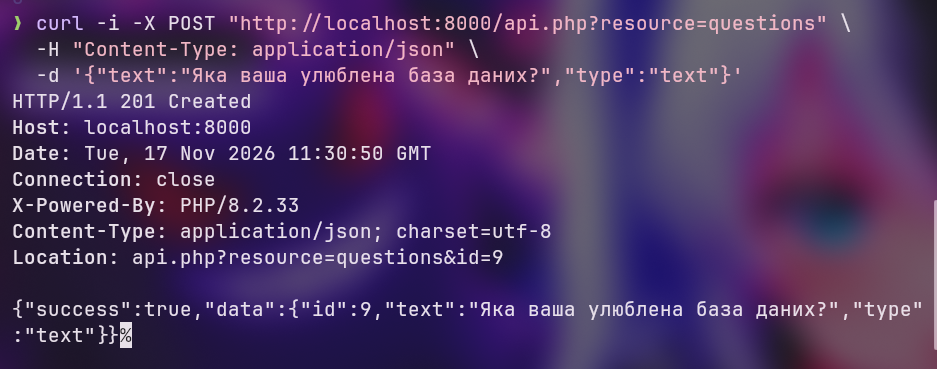 ❯ curl -i -X POST "http://localhost:8000/api.php?resource=questions" \
  -H "Content-Type: application/json" \
  -d '{"text":"Яка ваша улюблена база даних?","type":"text"}'
HTTP/1.1 201 Created
Host: localhost:8000
Date: Tue, 17 Nov 2026 11:30:50 GMT
Connection: close
X-Powered-By: PHP/8.2.33
Content-Type: application/json; charset=utf-8
Location: api.php?resource=questions&id=9

{"success":true,"data":{"id":9,"text":"Яка ваша улюблена база даних?","type"
:"text"}}%